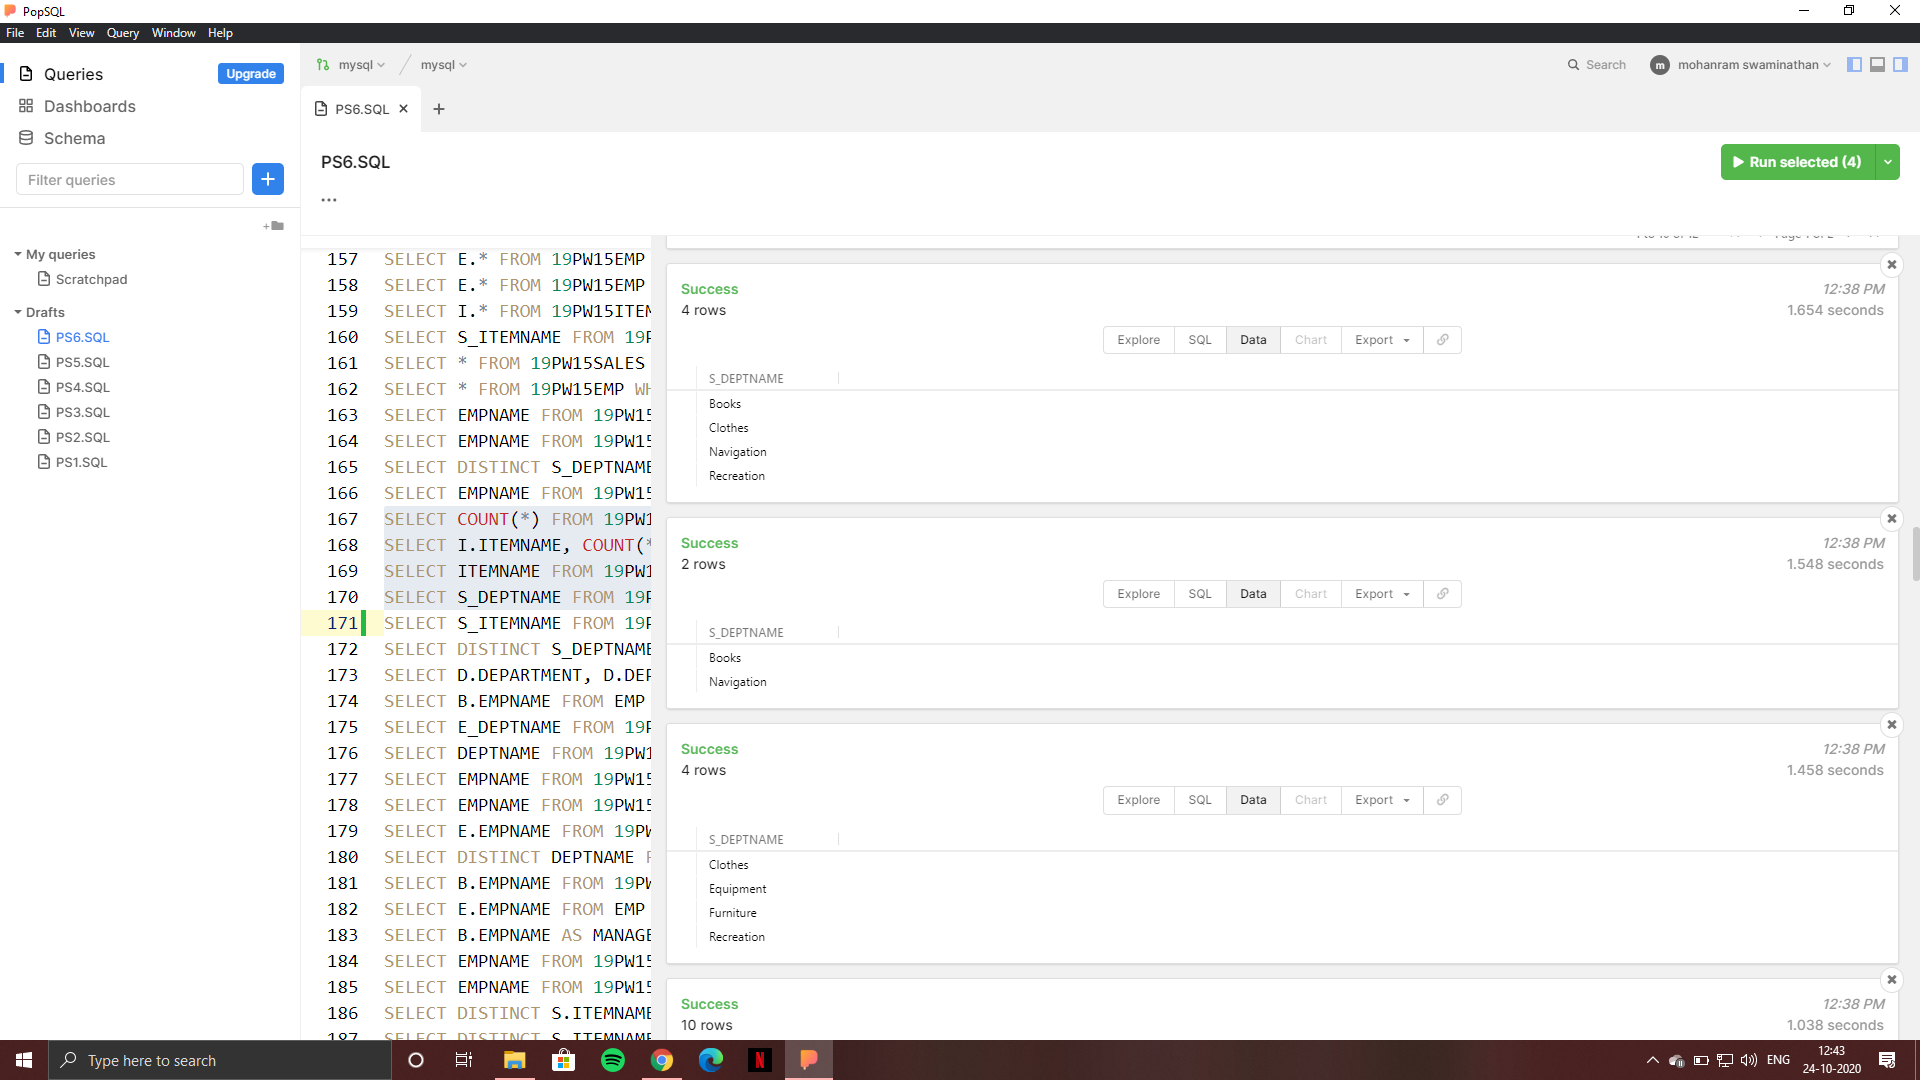 PopSQL
File Edit View Query Window Help
Queries
Upgrade
Dashboards
Schema
Filter queries
+
My queries
Scratchpad
Drafts
PS6.SQL
PS5.SQL
PS4.SQL
PS3.SQL
PS2.SQL
PS1.SQL
mysql mysql
Search
m mohanram swaminathan
PS6.SQL
PS6.SQL
Run selected (4)
...
157 SELECT E.* FROM 19PW15EMP
158 SELECT E.* FROM 19PW15EMP
159 SELECT I.* FROM 19PW15ITEM
160 SELECT S_ITEMNAME FROM 19P
161 SELECT * FROM 19PW15SALES
162 SELECT * FROM 19PW15EMP WH
163 SELECT EMPNAME FROM 19PW15
164 SELECT EMPNAME FROM 19PW15
165 SELECT DISTINCT S_DEPTNAME
166 SELECT EMPNAME FROM 19PW15
167 SELECT COUNT(*) FROM 19PW1
168 SELECT I.ITEMNAME, COUNT(*
169 SELECT ITEMNAME FROM 19PW1
170 SELECT S_DEPTNAME FROM 19P
171 SELECT S_ITEMNAME FROM 19P
172 SELECT DISTINCT S_DEPTNAME
173 SELECT D.DEPARTMENT, D.DEP
174 SELECT B.EMPNAME FROM EMP
175 SELECT E_DEPTNAME FROM 19P
176 SELECT DEPTNAME FROM 19PW1
177 SELECT EMPNAME FROM 19PW15
178 SELECT EMPNAME FROM 19PW15
179 SELECT E.EMPNAME FROM 19PW
180 SELECT DISTINCT DEPTNAME F
181 SELECT B.EMPNAME FROM 19PW
182 SELECT E.EMPNAME FROM EMP
183 SELECT B.EMPNAME AS MANAGE
184 SELECT EMPNAME FROM 19PW15
185 SELECT EMPNAME FROM 19PW15
186 SELECT DISTINCT S.ITEMNAME
187 SELECT DISTINCT S_ITEMNAME
Success 12:38 PM
4 rows 1.654 seconds
Explore SQL Data Chart Export
S_DEPTNAME
Books
Clothes
Navigation
Recreation
Success 12:38 PM
2 rows 1.548 seconds
Explore SQL Data Chart Export
S_DEPTNAME
Books
Navigation
Success 12:38 PM
4 rows 1.458 seconds
Explore SQL Data Chart Export
S_DEPTNAME
Clothes
Equipment
Furniture
Recreation
Success 12:38 PM
10 rows 1.038 seconds
Type here to search
ENG
12:43
24-10-2020